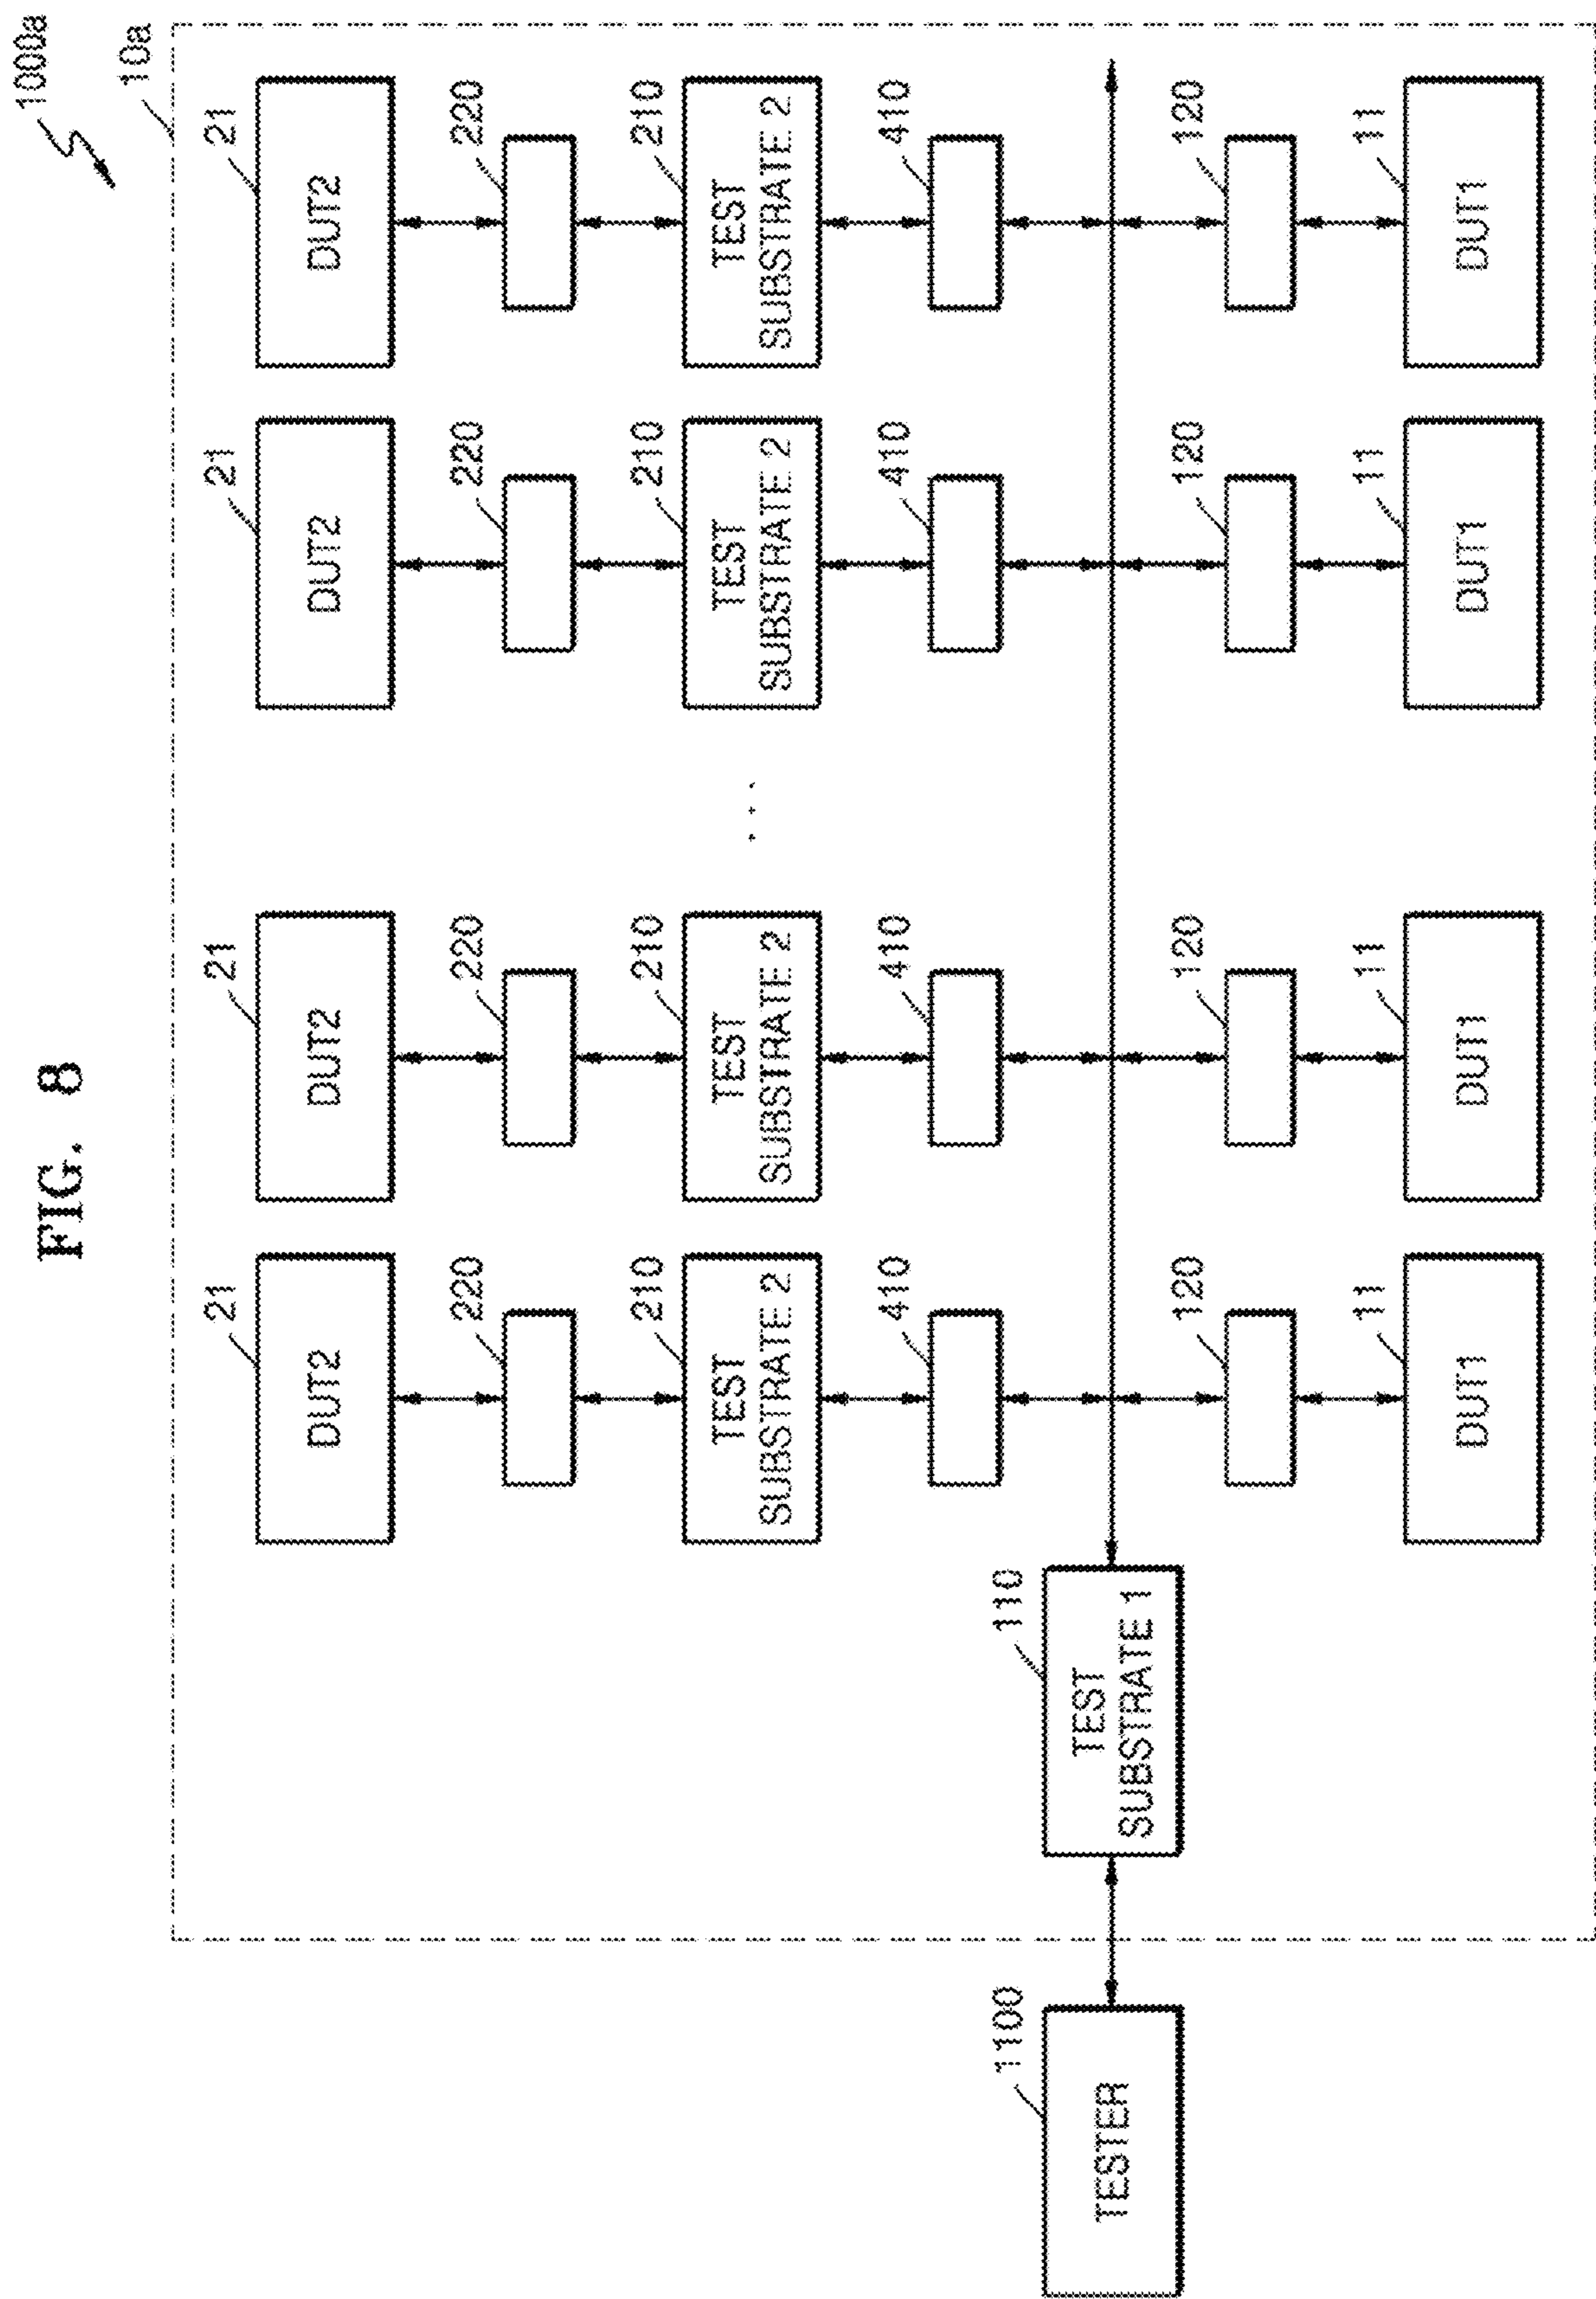 FIG. 8
1000a
10a
21
21
21
21
DUT2
DUT2
DUT2
DUT2
220
220
220
220
210
210
210
210
TEST
SUBSTRATE 2
TEST
SUBSTRATE 2
TEST
SUBSTRATE 2
TEST
SUBSTRATE 2
...
410
410
410
410
1100
110
TESTER
TEST
SUBSTRATE 1
120
120
120
120
11
11
11
11
DUT1
DUT1
DUT1
DUT1